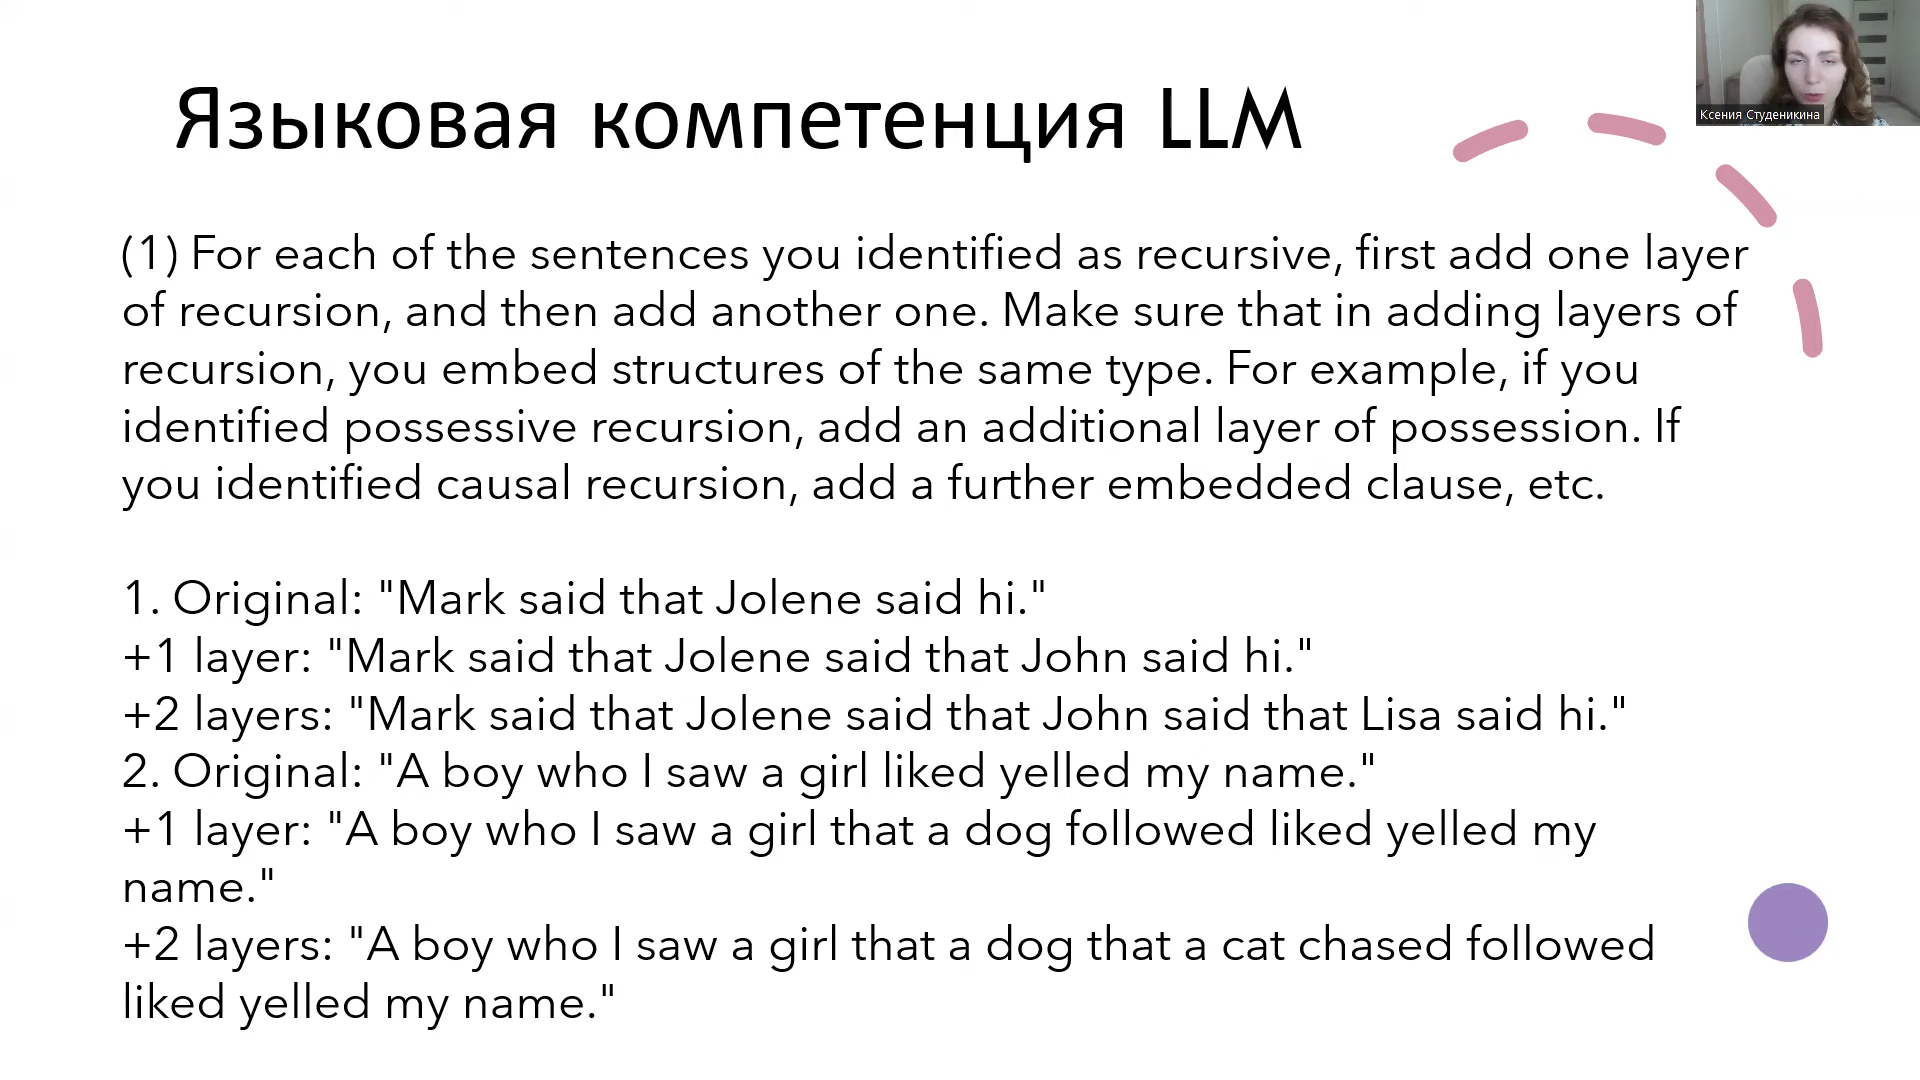 Языковая компетенция LLM
Ксения Студеникина
(1) For each of the sentences you identified as recursive, first add one layer
of recursion, and then add another one. Make sure that in adding layers of
recursion, you embed structures of the same type. For example, if you
identified possessive recursion, add an additional layer of possession. If
you identified causal recursion, add a further embedded clause, etc.
1. Original: "Mark said that Jolene said hi."
+1 layer: "Mark said that Jolene said that John said hi."
+2 layers: "Mark said that Jolene said that John said that Lisa said hi."
2. Original: "A boy who I saw a girl liked yelled my name."
+1 layer: "A boy who I saw a girl that a dog followed liked yelled my
name."
+2 layers: "A boy who I saw a girl that a dog that a cat chased followed
liked yelled my name."